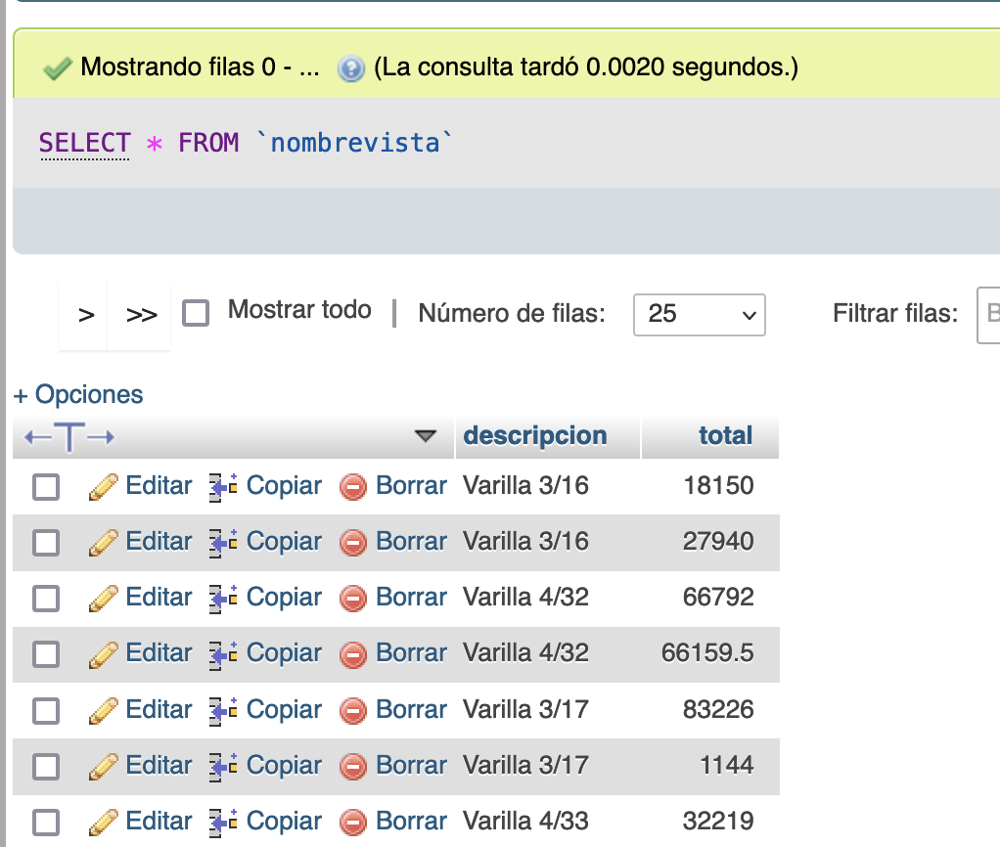 Mostrando filas 0 - ... (La consulta tardó 0.0020 segundos.)
SELECT * FROM `nombrevista`
> >> Mostrar todo | Número de filas: 25 Filtrar filas: B
+ Opciones
←T→ descripcion total
Editar Copiar Borrar Varilla 3/16 18150
Editar Copiar Borrar Varilla 3/16 27940
Editar Copiar Borrar Varilla 4/32 66792
Editar Copiar Borrar Varilla 4/32 66159.5
Editar Copiar Borrar Varilla 3/17 83226
Editar Copiar Borrar Varilla 3/17 1144
Editar Copiar Borrar Varilla 4/33 32219